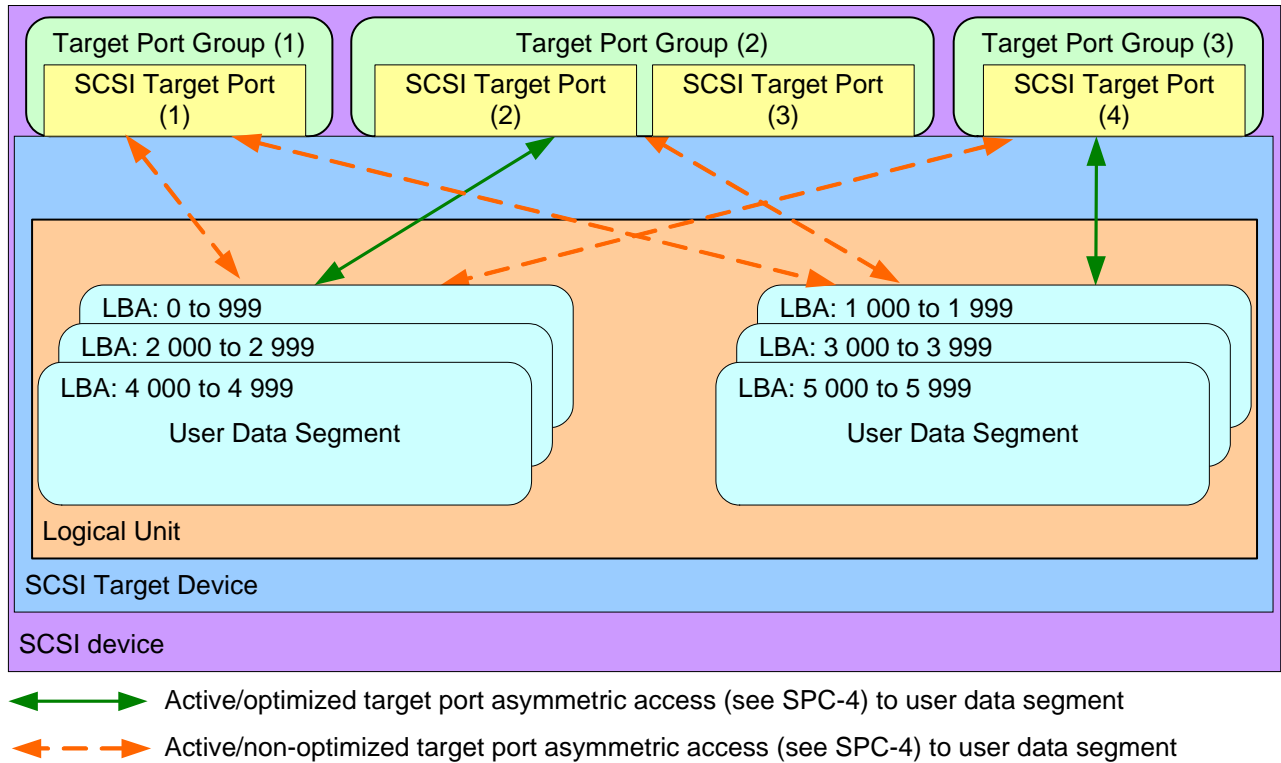 Target Port Group (1)
Target Port Group (2)
Target Port Group (3)
SCSI Target Port
(1)
SCSI Target Port
(2)
SCSI Target Port
(3)
SCSI Target Port
(4)
LBA: 0 to 999
LBA: 2 000 to 2 999
LBA: 4 000 to 4 999
User Data Segment
LBA: 1 000 to 1 999
LBA: 3 000 to 3 999
LBA: 5 000 to 5 999
User Data Segment
Logical Unit
SCSI Target Device
SCSI device
Active/optimized target port asymmetric access (see SPC-4) to user data segment
Active/non-optimized target port asymmetric access (see SPC-4) to user data segment